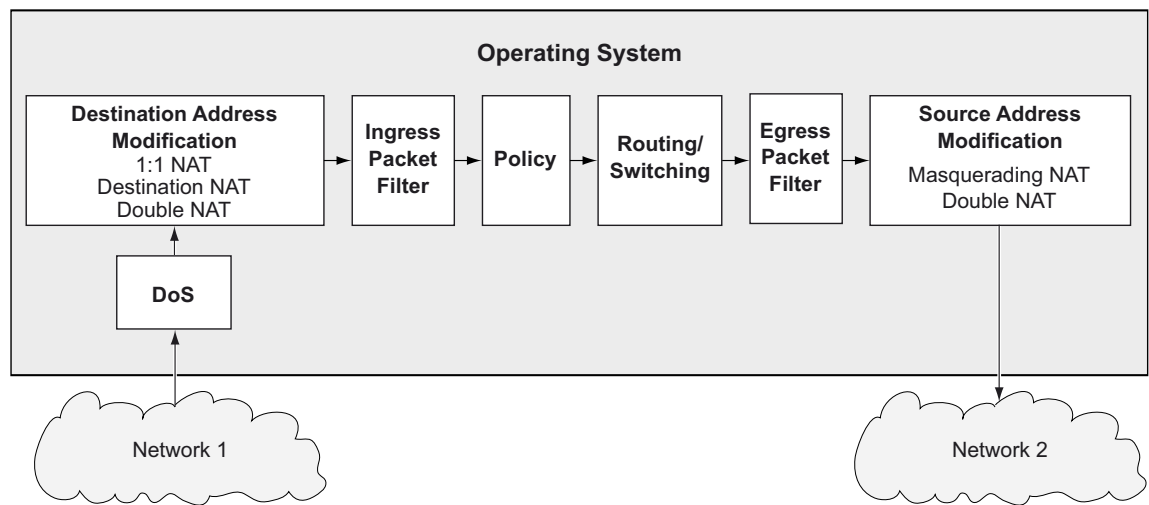 Operating System
Destination Address
Modification
1:1 NAT
Destination NAT
Double NAT
Ingress
Packet
Filter
Policy
Routing/
Switching
Egress
Packet
Filter
Source Address
Modification
Masquerading NAT
Double NAT
DoS
Network 1
Network 2